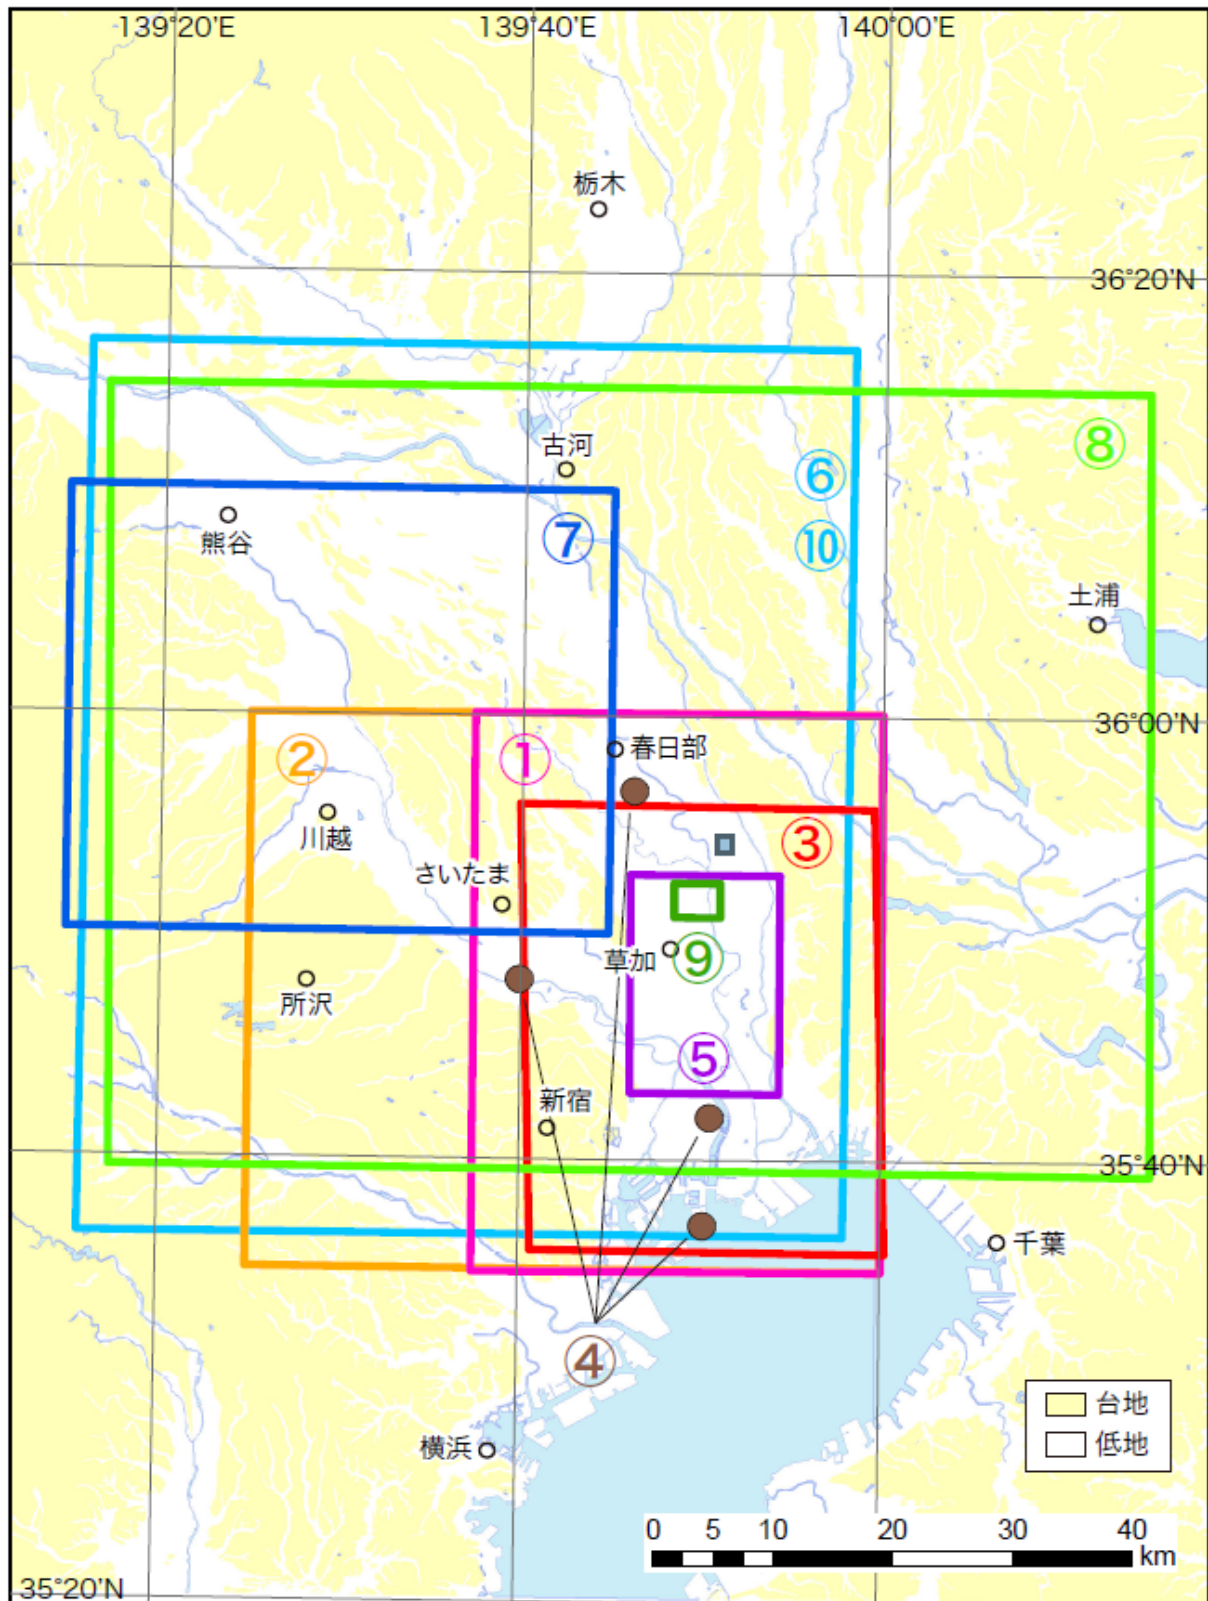 139°20’E
139°40’E
140°00’E
栃木
36°20’N
古河
⑧
⑥
熊谷
⑦
⑩
土浦
36°00’N
②
①
春日部
川越
③
さいたま
草加
⑨
所沢
⑤
新宿
35°40’N
千葉
④
台地
横浜
低地
0 5 10 20 30 40
km
35°20’N